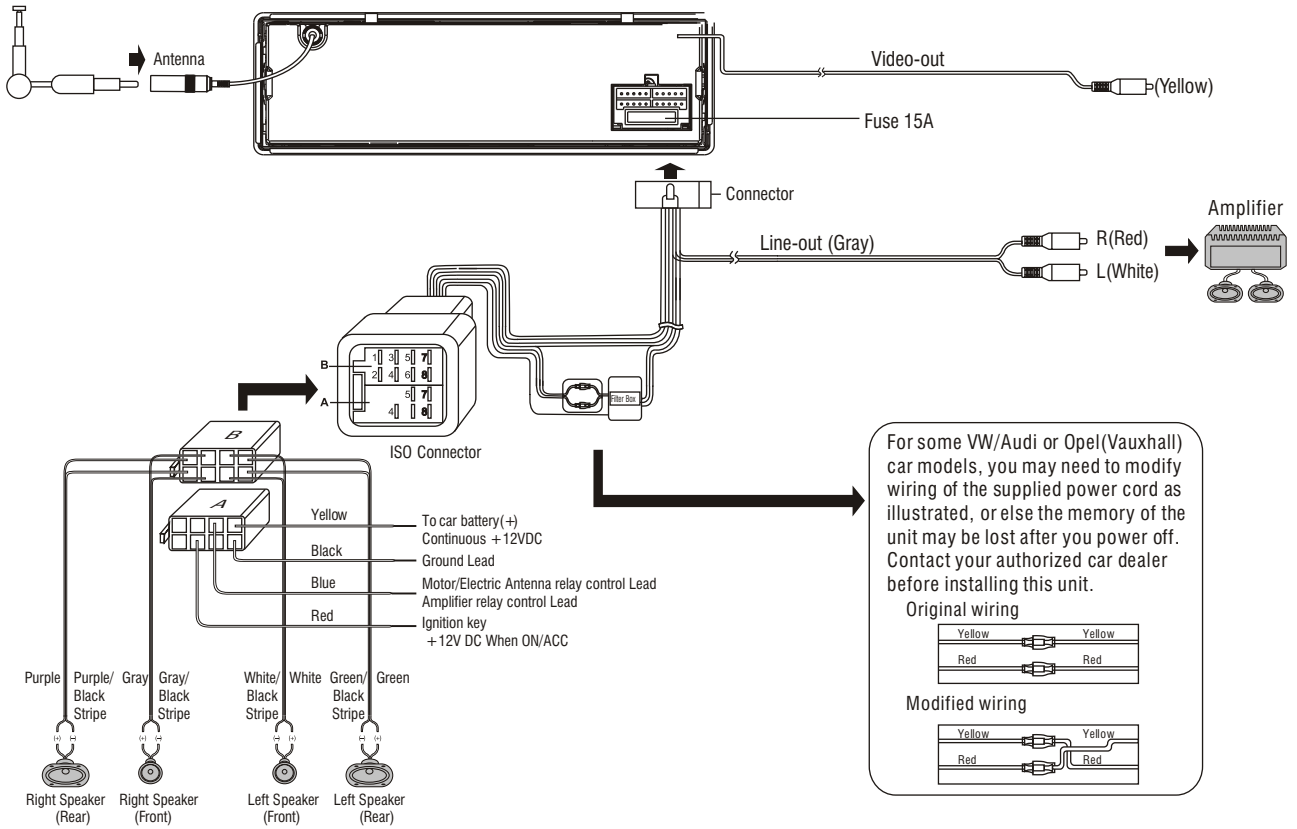 Antenna
Video-out
(Yellow)
Fuse 15A
Connector
Line-out (Gray)
R(Red)
L(White)
Amplifier
B
A
1 3 5 7
2 4 6 8
5 7
4 8
Filter Box
ISO Connector
B
A
Yellow
To car battery(+)
Continuous +12VDC
Black
Ground Lead
Blue
Motor/Electric Antenna relay control Lead
Amplifier relay control Lead
Red
Ignition key
+12V DC When ON/ACC
Purple
Purple/
Black
Stripe
Gray
Gray/
Black
Stripe
White/
Black
Stripe
White
Green/
Black
Stripe
Green
(+) (-)
(+) (-)
(-) (+)
(-) (+)
Right Speaker
(Rear)
Right Speaker
(Front)
Left Speaker
(Front)
Left Speaker
(Rear)
For some VW/Audi or Opel(Vauxhall)
car models, you may need to modify
wiring of the supplied power cord as
illustrated, or else the memory of the
unit may be lost after you power off.
Contact your authorized car dealer
before installing this unit.
Original wiring
Yellow Yellow
Red Red
Modified wiring
Yellow Yellow
Red Red